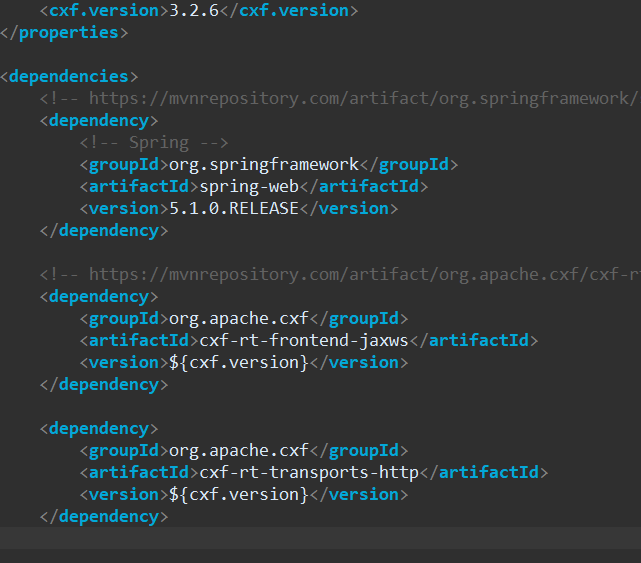 <cxf.version>3.2.6</cxf.version>
</properties>
<dependencies>
<!-- https://mvnrepository.com/artifact/org.springframework/
<dependency>
<!-- Spring -->
<groupId>org.springframework</groupId>
<artifactId>spring-web</artifactId>
<version>5.1.0.RELEASE</version>
</dependency>
<!-- https://mvnrepository.com/artifact/org.apache.cxf/cxf-r
<dependency>
<groupId>org.apache.cxf</groupId>
<artifactId>cxf-rt-frontend-jaxws</artifactId>
<version>${cxf.version}</version>
</dependency>
<dependency>
<groupId>org.apache.cxf</groupId>
<artifactId>cxf-rt-transports-http</artifactId>
<version>${cxf.version}</version>
</dependency>